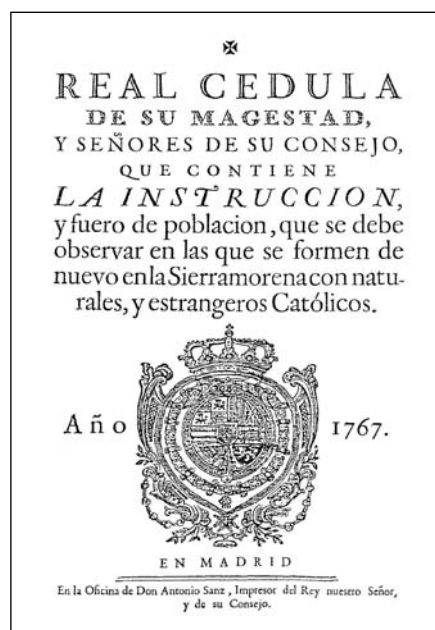 REAL CEDULA
DE SU MAGESTAD,
Y SEÑORES DE SU CONSEJO,
QUE CONTIENE
LA INSTRUCCION,
y fuero de poblacion, que se debe
observar en las que se formen de
nuevo en la Sierramorena con natu-
rales, y estrangeros Católicos.
Año 1767.
EN MADRID
En la Oficina de Don Antonio Sanz, Impresor del Rey nuestro Señor,
y de su Consejo.